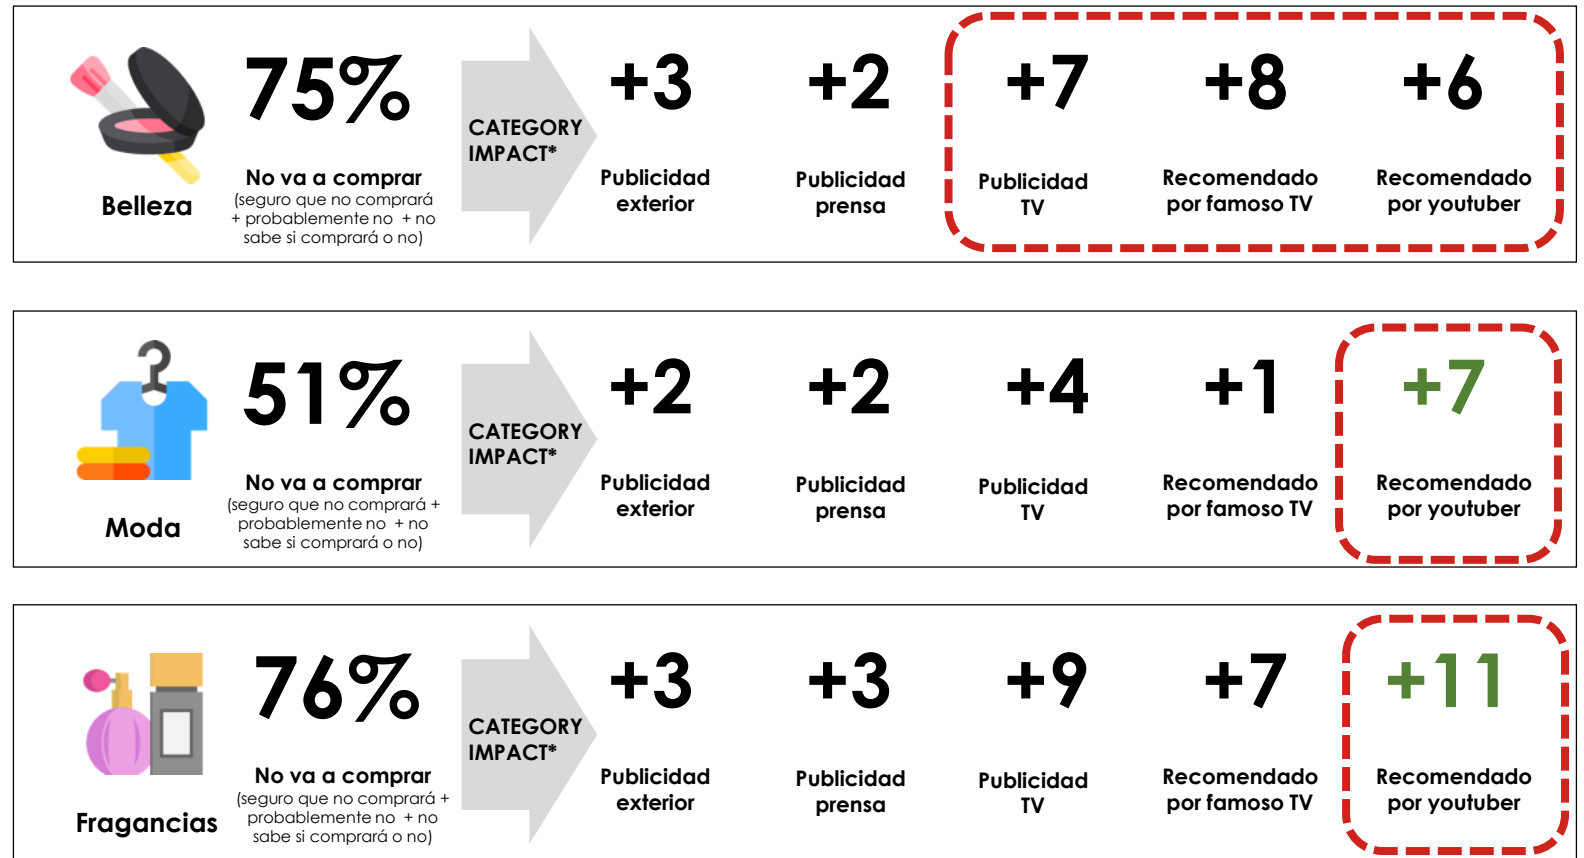 75%
No va a comprar
(seguro que no comprará
+ probablemente no + no
sabe si comprará o no)
Belleza
CATEGORY
IMPACT*
+3
Publicidad
exterior
+2
Publicidad
prensa
+7
Publicidad
TV
+8
Recomendado
por famoso TV
+6
Recomendado
por youtuber
51%
No va a comprar
(seguro que no comprará +
probablemente no + no
sabe si comprará o no)
Moda
CATEGORY
IMPACT*
+2
Publicidad
exterior
+2
Publicidad
prensa
+4
Publicidad
TV
+1
Recomendado
por famoso TV
+7
Recomendado
por youtuber
76%
No va a comprar
(seguro que no comprará +
probablemente no + no
sabe si comprará o no)
Fragancias
CATEGORY
IMPACT*
+3
Publicidad
exterior
+3
Publicidad
prensa
+9
Publicidad
TV
+7
Recomendado
por famoso TV
+11
Recomendado
por youtuber